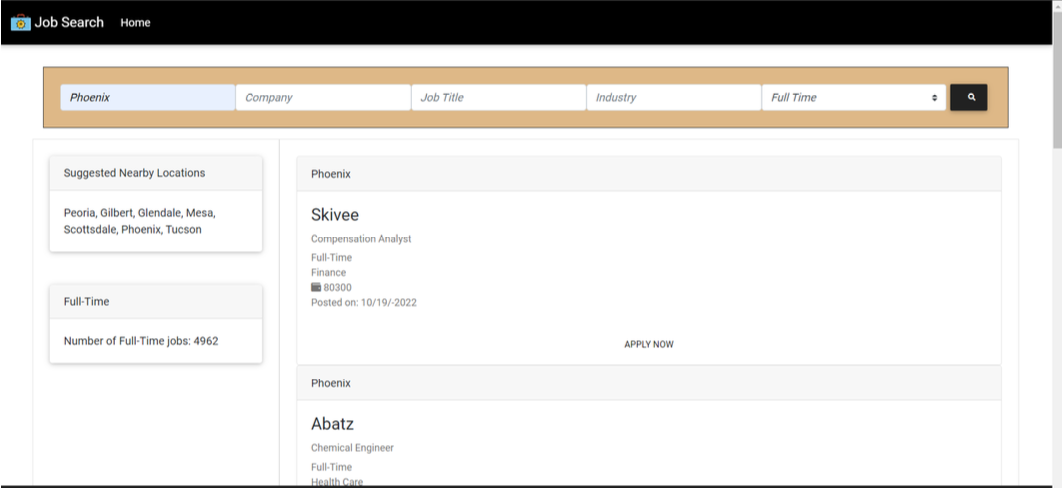 Job Search Home
Phoenix Company Job Title Industry Full Time
Suggested Nearby Locations
Peoria, Gilbert, Glendale, Mesa,
Scottsdale, Phoenix, Tucson
Full-Time
Number of Full-Time jobs: 4962
Phoenix
Skivee
Compensation Analyst
Full-Time
Finance
80300
Posted on: 10/19/-2022
APPLY NOW
Phoenix
Abatz
Chemical Engineer
Full-Time
Health Care